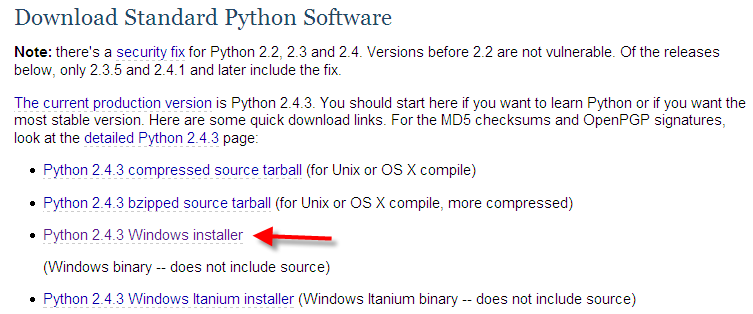 Download Standard Python Software
Note: there's a security fix for Python 2.2, 2.3 and 2.4. Versions before 2.2 are not vulnerable. Of the releases
below, only 2.3.5 and 2.4.1 and later include the fix.
The current production version is Python 2.4.3. You should start here if you want to learn Python or if you want the
most stable version. Here are some quick download links. For the MD5 checksums and OpenPGP signatures,
look at the detailed Python 2.4.3 page:
• Python 2.4.3 compressed source tarball (for Unix or OS X compile)
• Python 2.4.3 bzipped source tarball (for Unix or OS X compile, more compressed)
• Python 2.4.3 Windows installer
(Windows binary -- does not include source)
• Python 2.4.3 Windows Itanium installer (Windows Itanium binary -- does not include source)